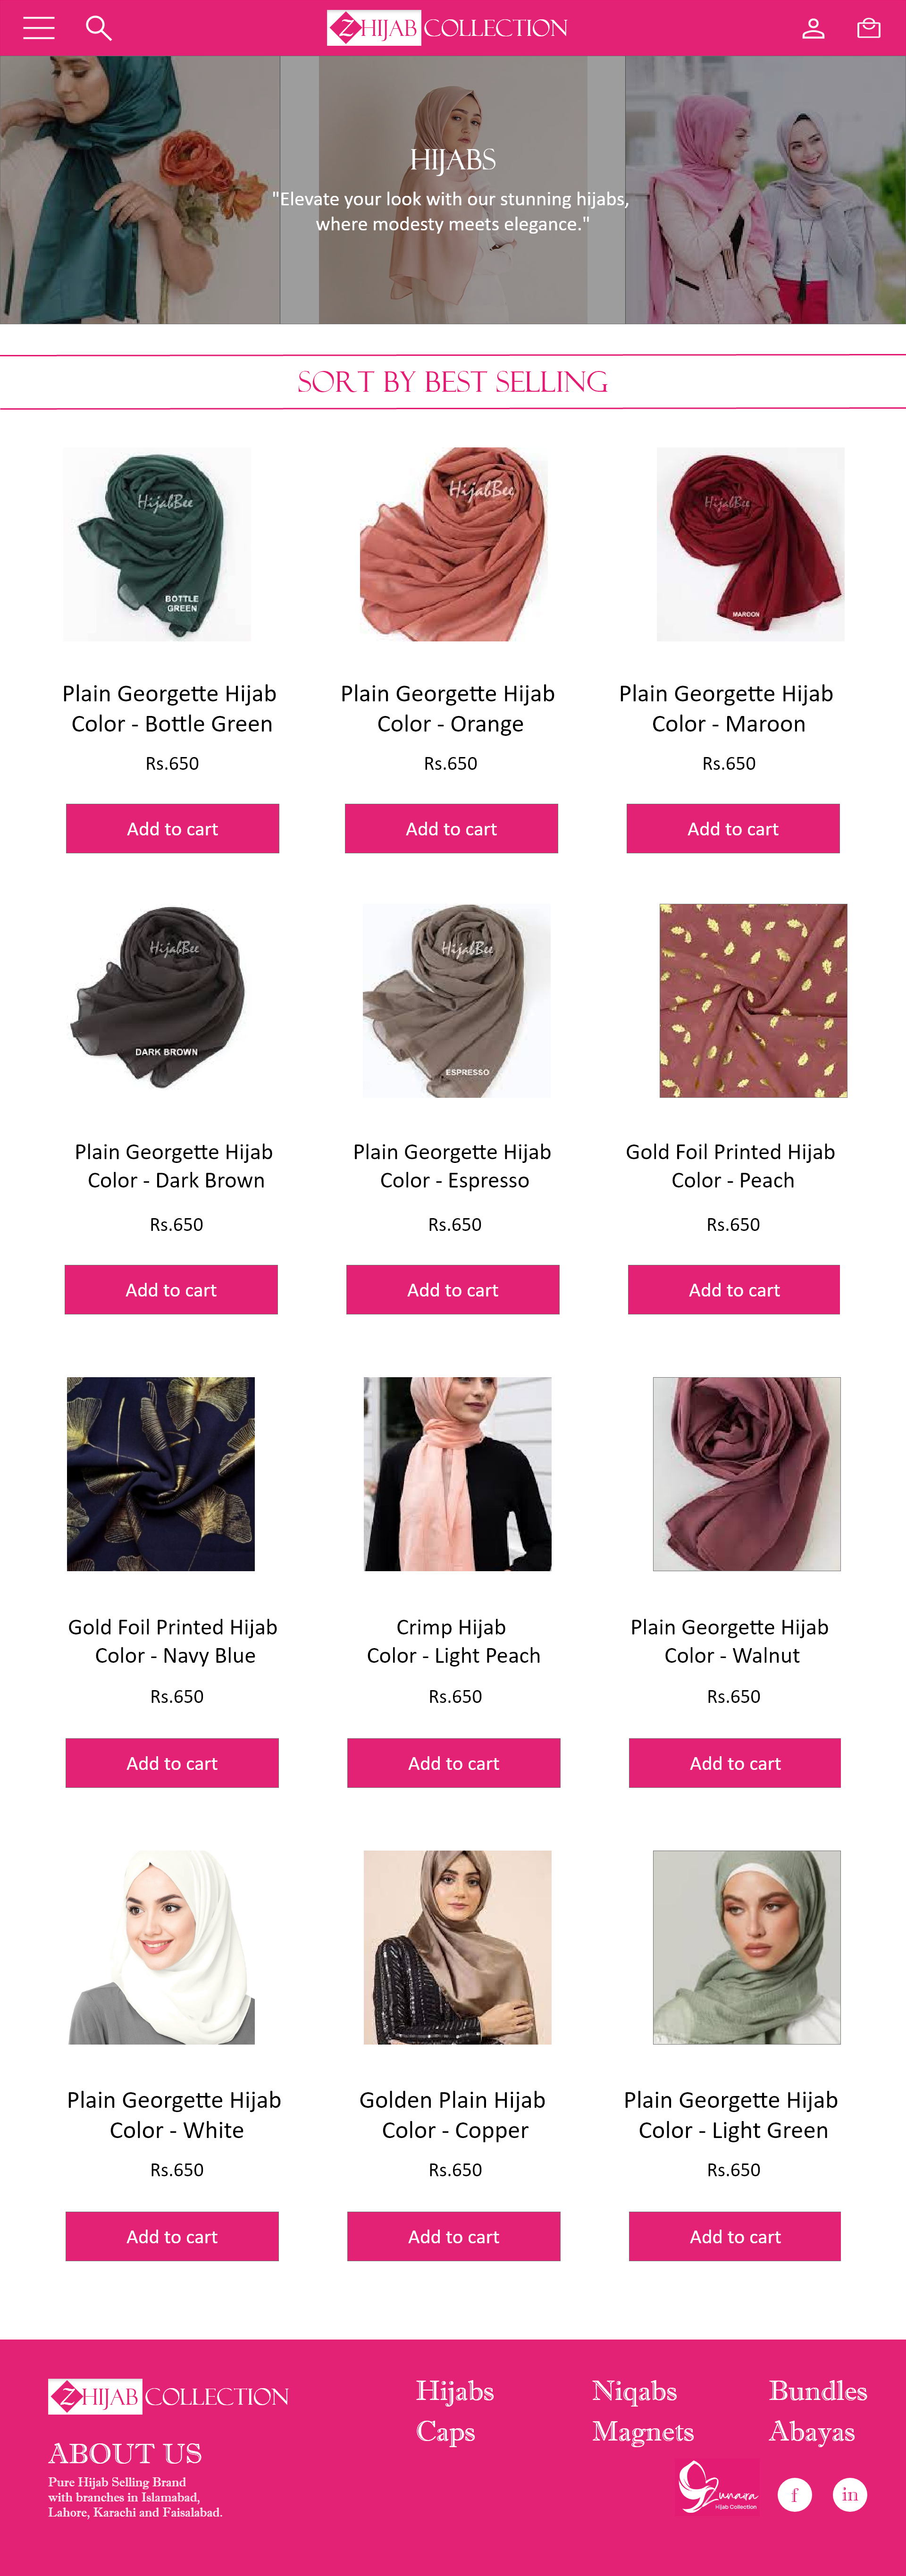 ZHIJAB COLLECTION
HIJABS
"Elevate your look with our stunning hijabs,
where modesty meets elegance."
SORT BY BEST SELLING
HijabBee
BOTTLE
GREEN
HijabBee
HijabBee
MAROON
Plain Georgette Hijab
Color - Bottle Green
Rs.650
Add to cart
Plain Georgette Hijab
Color - Orange
Rs.650
Add to cart
Plain Georgette Hijab
Color - Maroon
Rs.650
Add to cart
HijabBee
DARK BROWN
HijabBee
ESPRESSO
Plain Georgette Hijab
Color - Dark Brown
Rs.650
Add to cart
Plain Georgette Hijab
Color - Espresso
Rs.650
Add to cart
Gold Foil Printed Hijab
Color - Peach
Rs.650
Add to cart
Gold Foil Printed Hijab
Color - Navy Blue
Rs.650
Add to cart
Crimp Hijab
Color - Light Peach
Rs.650
Add to cart
Plain Georgette Hijab
Color - Walnut
Rs.650
Add to cart
Plain Georgette Hijab
Color - White
Rs.650
Add to cart
Golden Plain Hijab
Color - Copper
Rs.650
Add to cart
Plain Georgette Hijab
Color - Light Green
Rs.650
Add to cart
ZHIJAB COLLECTION
ABOUT US
Pure Hijab Selling Brand
with branches in Islamabad,
Lahore, Karachi and Faisalabad.
Hijabs
Niqabs
Bundles
Caps
Magnets
Abayas
Zunara
Hijab Collection
f
in